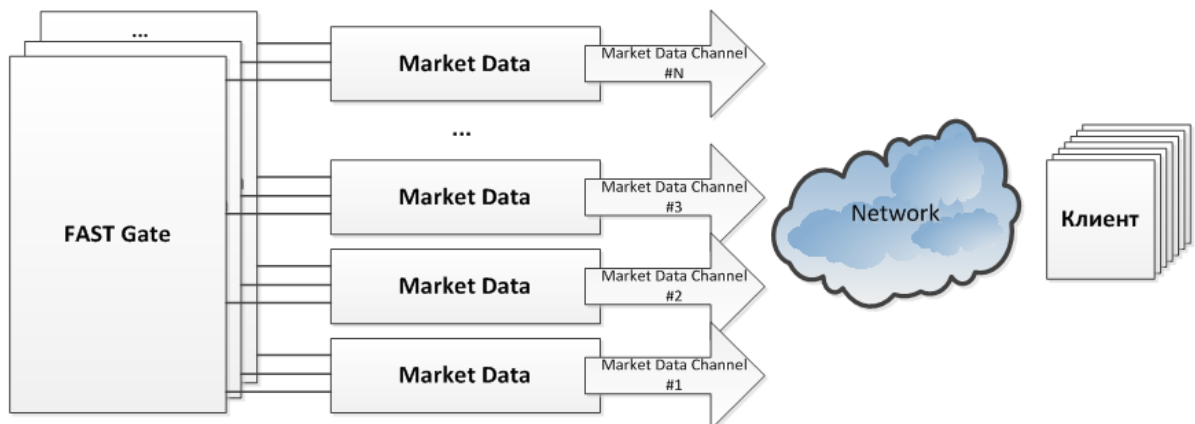 ...
FAST Gate
Market Data
Market Data Channel
#N
...
Market Data
Market Data Channel
#3
Market Data
Market Data Channel
#2
Market Data
Market Data Channel
#1
Network
Клиент